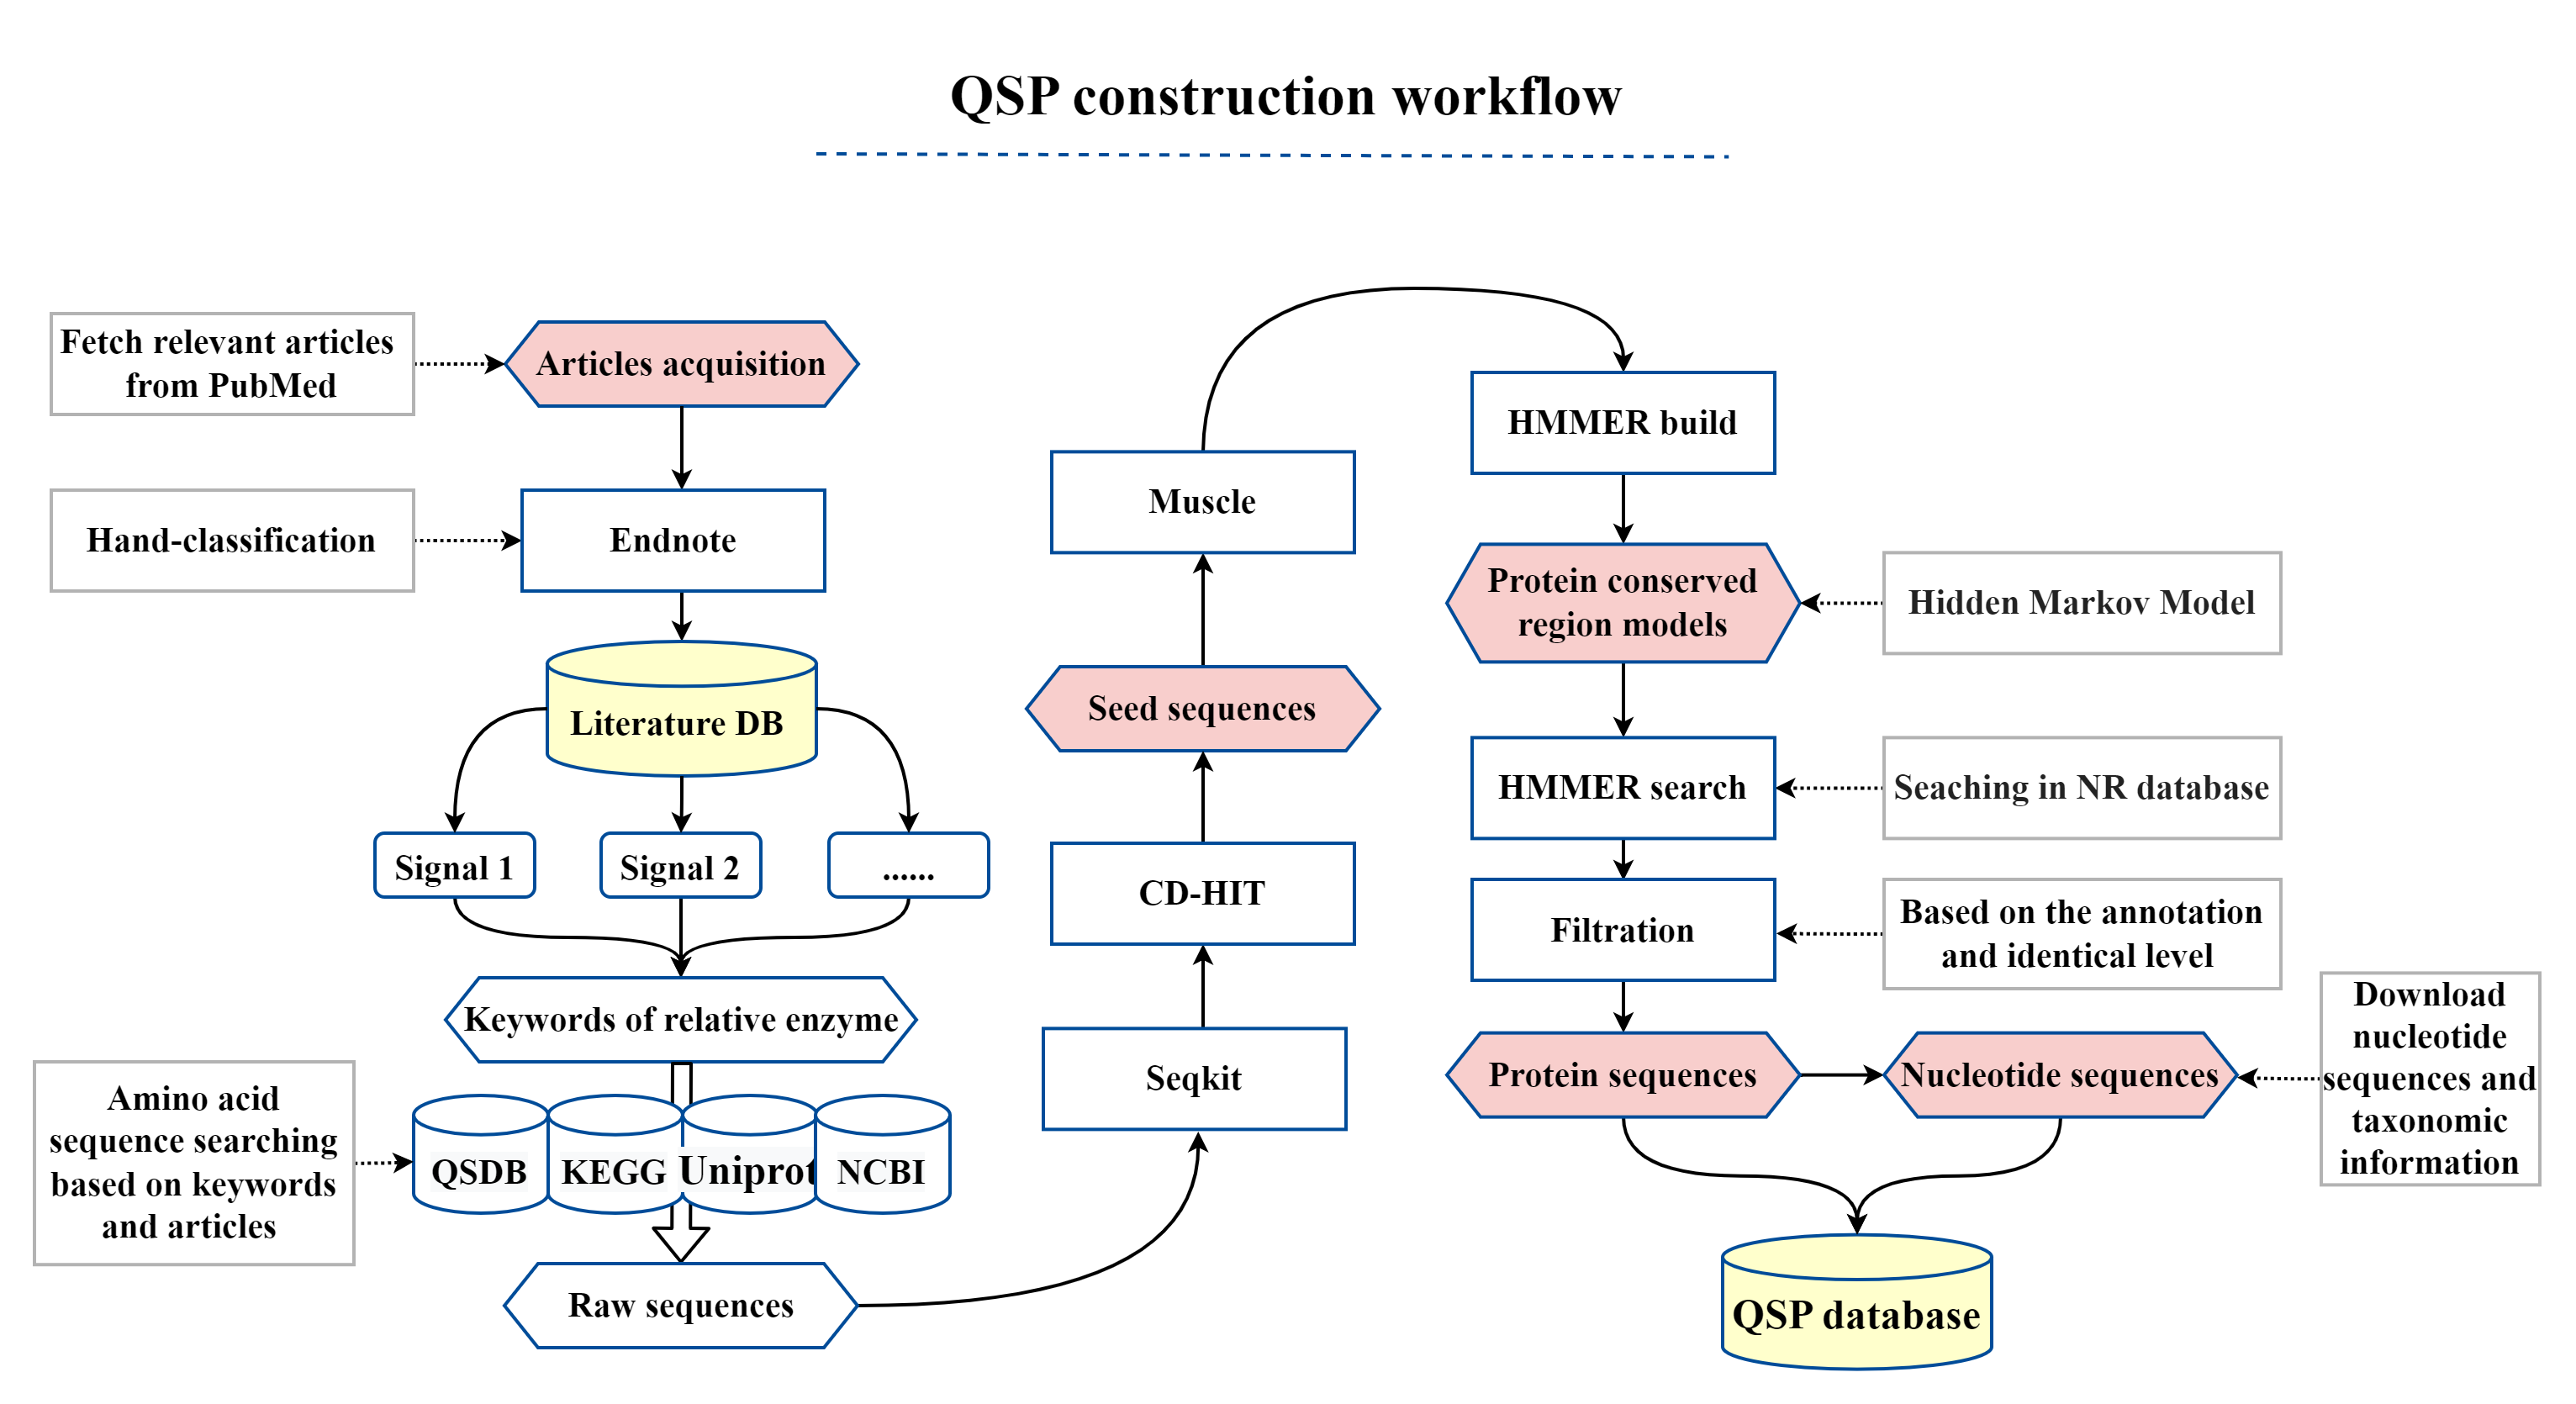 QSP construction workflow
Fetch relevant articles
from PubMed
Articles acquisition
Hand-classification
Endnote
Literature DB
Signal 1
Signal 2
......
Keywords of relative enzyme
Amino acid
sequence searching
based on keywords
and articles
QSDB
KEGG
Uniprot
NCBI
Raw sequences
Muscle
Seed sequences
CD-HIT
Seqkit
HMMER build
Protein conserved
region models
Hidden Markov Model
HMMER search
Seaching in NR database
Filtration
Based on the annotation
and identical level
Protein sequences
Nucleotide sequences
Download
nucleotide
sequences and
taxonomic
information
QSP database